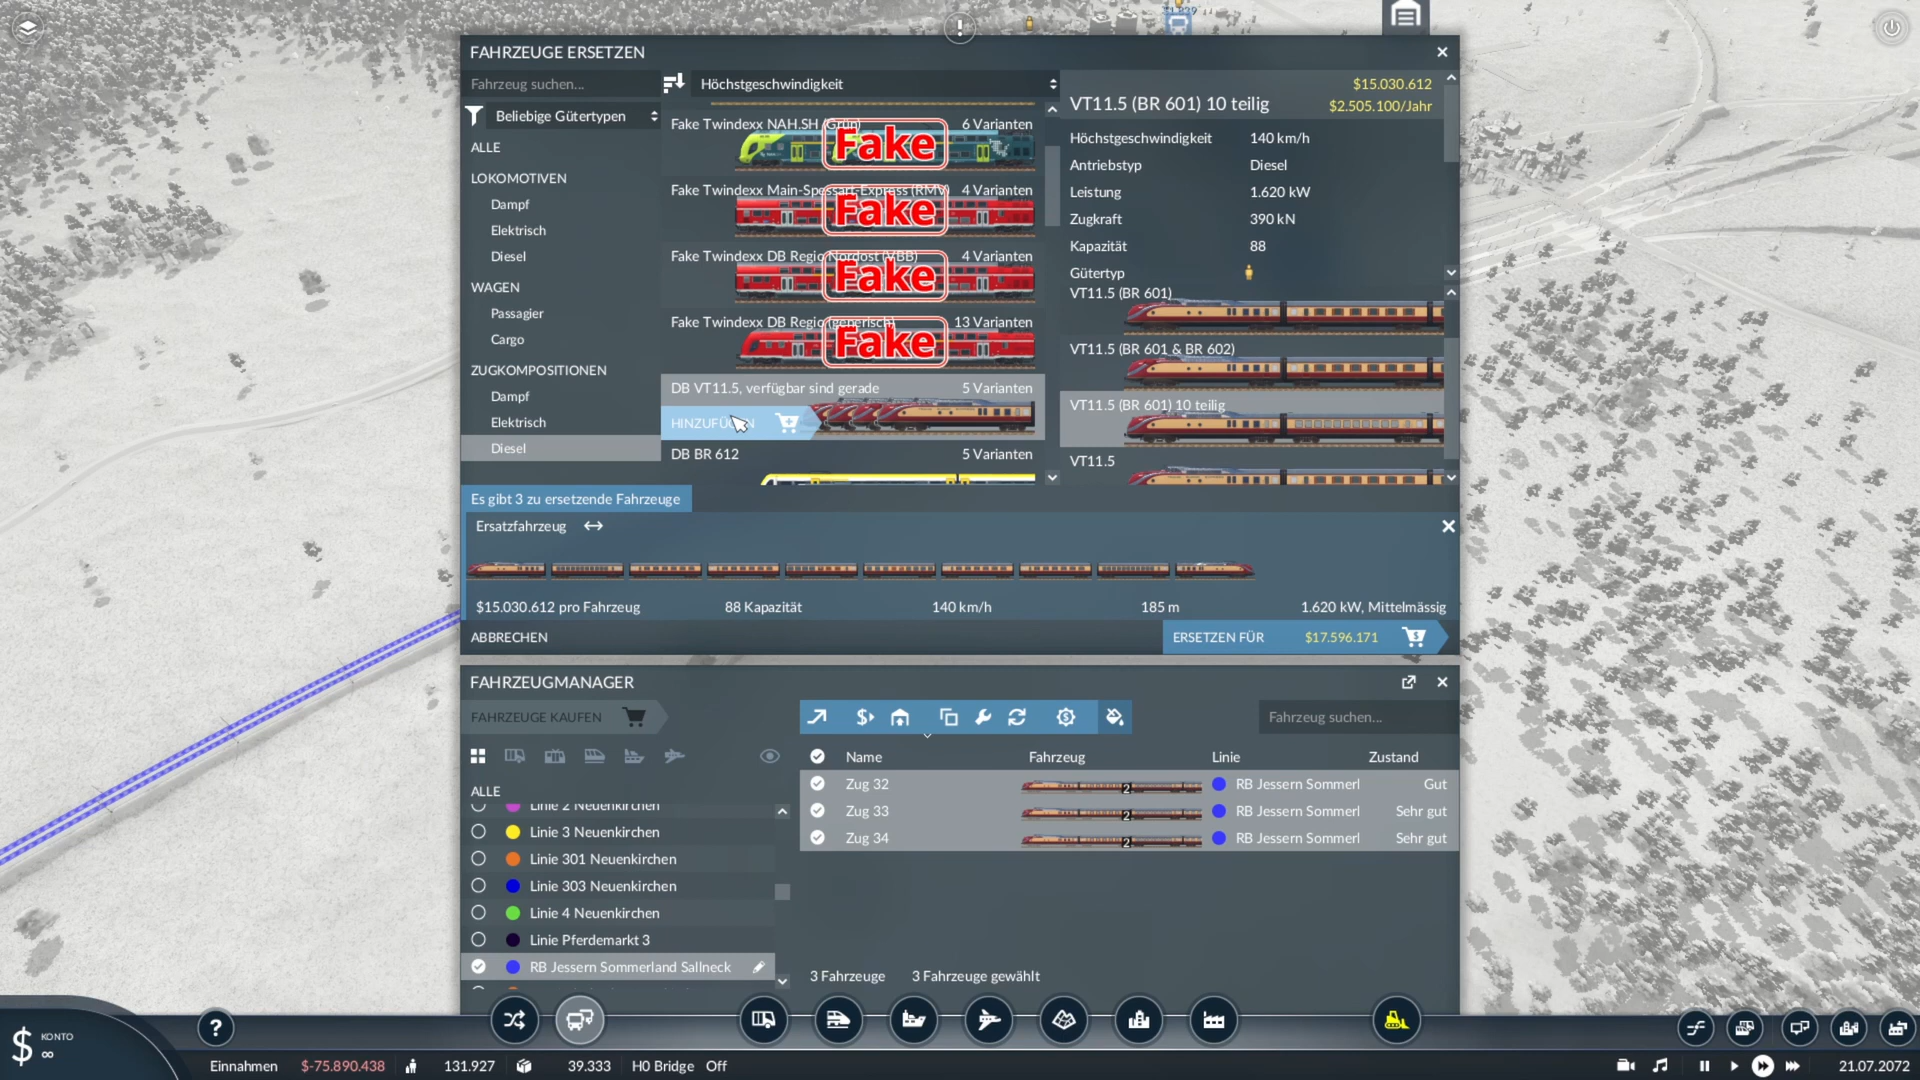 $1.839
FAHRZEUGE ERSETZEN
Fahrzeug suchen...
Höchstgeschwindigkeit
Beliebige Gütertypen
ALLE
LOKOMOTIVEN
Dampf
Elektrisch
Diesel
WAGEN
Passagier
Cargo
ZUGKOMPOSITIONEN
Dampf
Elektrisch
Diesel
Fake Twindexx NAH.SH (Grün) 6 Varianten
Fake
Fake Twindexx Main-Spessart-Express (RMV) 4 Varianten
Fake
Fake Twindexx DB Regio Nordost (VBB) 4 Varianten
Fake
Fake Twindexx DB Regio (generisch) 13 Varianten
Fake
DB VT11.5, verfügbar sind gerade 5 Varianten
DB BR 612 5 Varianten
$15.030.612
VT11.5 (BR 601) 10 teilig $2.505.100/Jahr
Höchstgeschwindigkeit 140 km/h
Antriebstyp Diesel
Leistung 1.620 kW
Zugkraft 390 kN
Kapazität 88
Gütertyp
VT11.5 (BR 601)
VT11.5 (BR 601 & BR 602)
VT11.5 (BR 601) 10 teilig
VT11.5
Es gibt 3 zu ersetzende Fahrzeuge
Ersatzfahrzeug
$15.030.612 pro Fahrzeug 88 Kapazität 140 km/h 185 m 1.620 kW, Mittelmässig
ABBRECHEN ERSETZEN FÜR $17.596.171
FAHRZEUGMANAGER
FAHRZEUGE KAUFEN
Fahrzeug suchen...
ALLE
Linie 2 Neuenkirchen
Linie 3 Neuenkirchen
Linie 301 Neuenkirchen
Linie 303 Neuenkirchen
Linie 4 Neuenkirchen
Linie Pferdemarkt 3
RB Jessern Sommerland Sallneck
Name Fahrzeug Linie Zustand
Zug 32 2 RB Jessern Sommerl Gut
Zug 33 2 RB Jessern Sommerl Sehr gut
Zug 34 2 RB Jessern Sommerl Sehr gut
3 Fahrzeuge 3 Fahrzeuge gewählt
KONTO
∞
Einnahmen $-75.890.438 131.927 39.333 H0 Bridge Off 21.07.2072